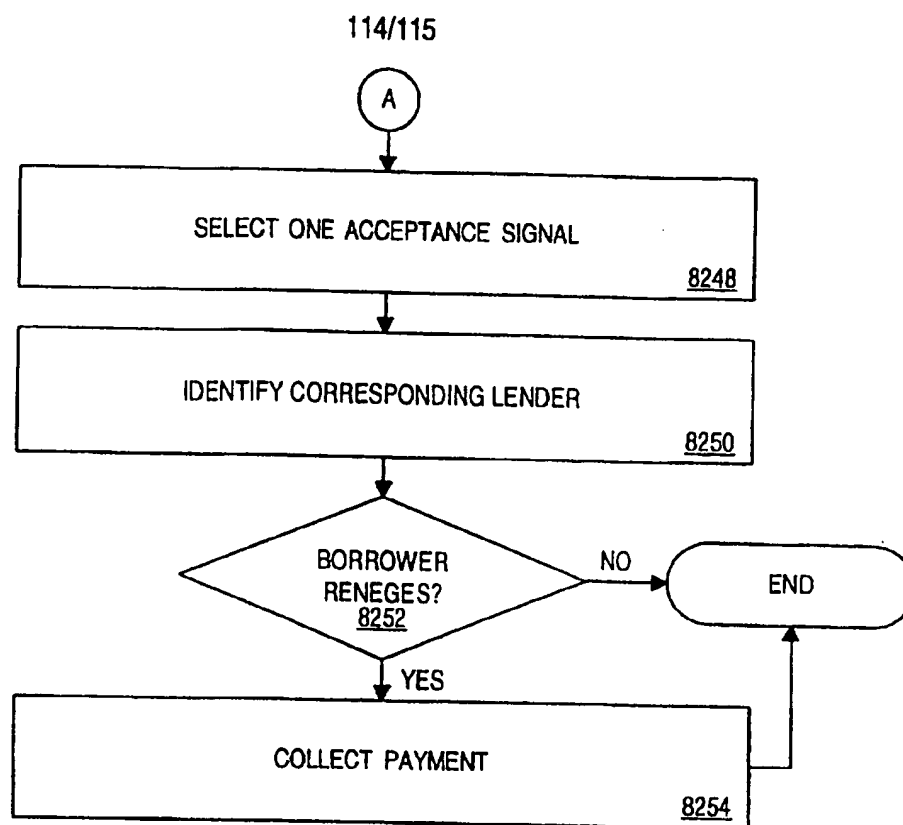 114/115
A
SELECT ONE ACCEPTANCE SIGNAL
8248
IDENTIFY CORRESPONDING LENDER
8250
BORROWER
RENEGES?
8252
NO
END
YES
COLLECT PAYMENT
8254